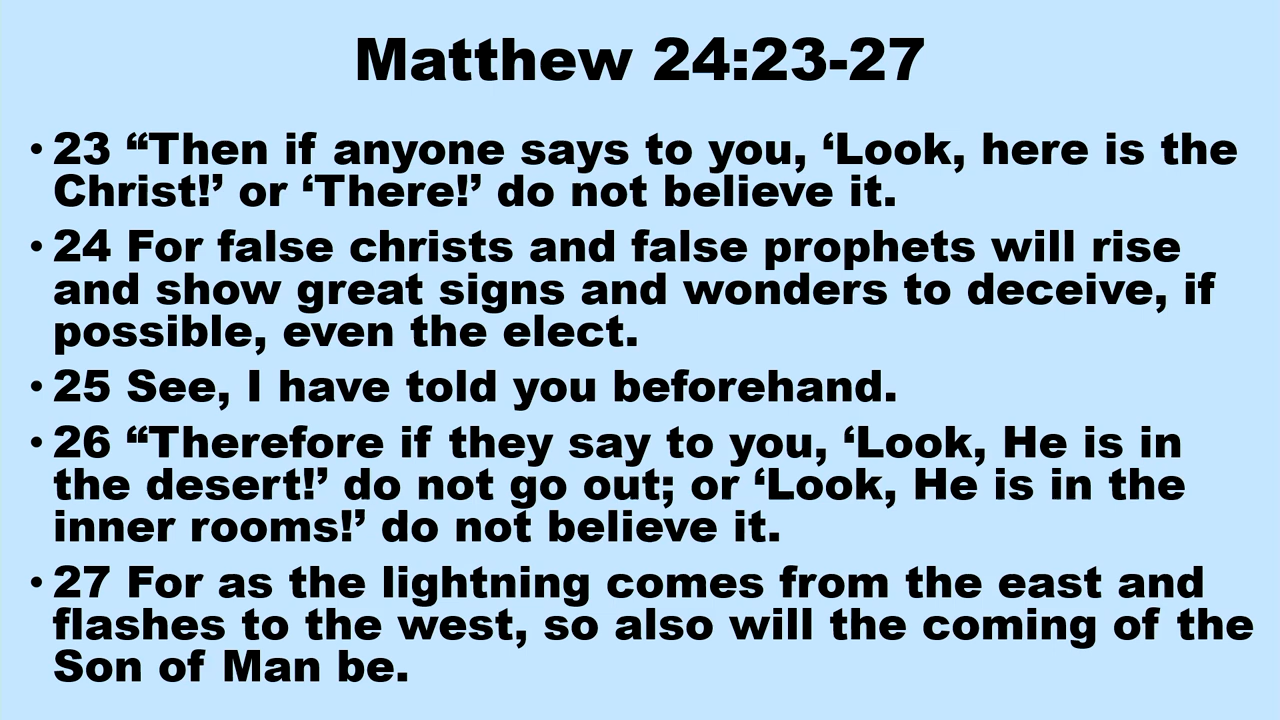 Matthew 24:23-27
• 23 “Then if anyone says to you, ‘Look, here is the
Christ!’ or ‘There!’ do not believe it.
• 24 For false christs and false prophets will rise
and show great signs and wonders to deceive, if
possible, even the elect.
• 25 See, I have told you beforehand.
• 26 “Therefore if they say to you, ‘Look, He is in
the desert!’ do not go out; or ‘Look, He is in the
inner rooms!’ do not believe it.
• 27 For as the lightning comes from the east and
flashes to the west, so also will the coming of the
Son of Man be.